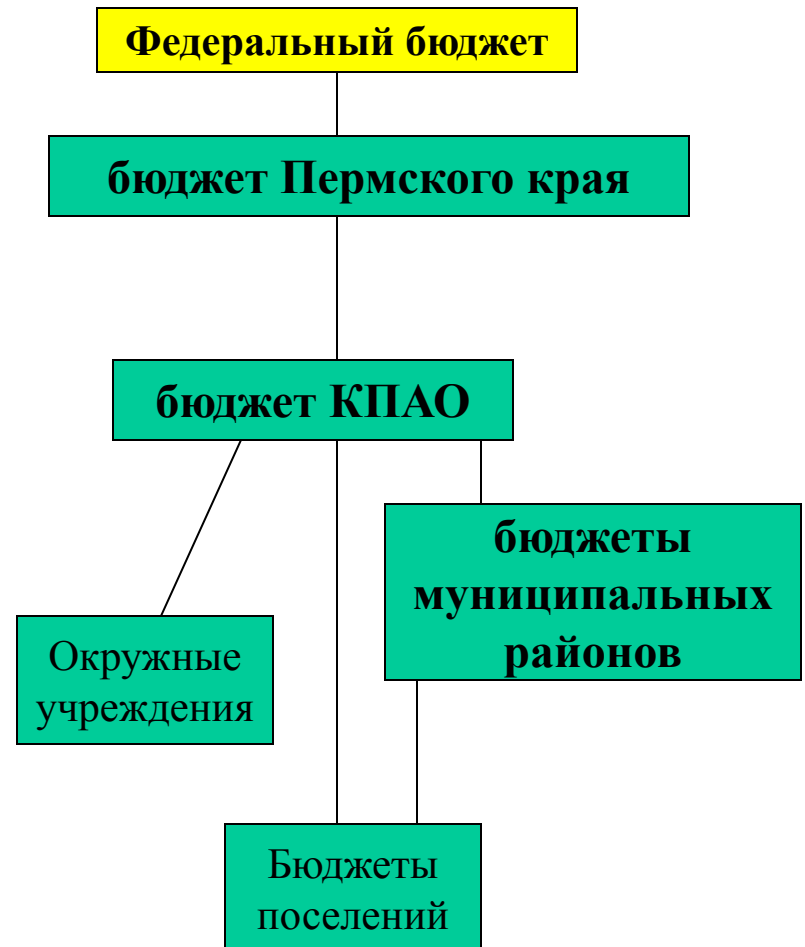 Федеральный бюджет
бюджет Пермского края
бюджет КПАО
бюджеты
муниципальных
районов
Окружные
учреждения
Бюджеты
поселений